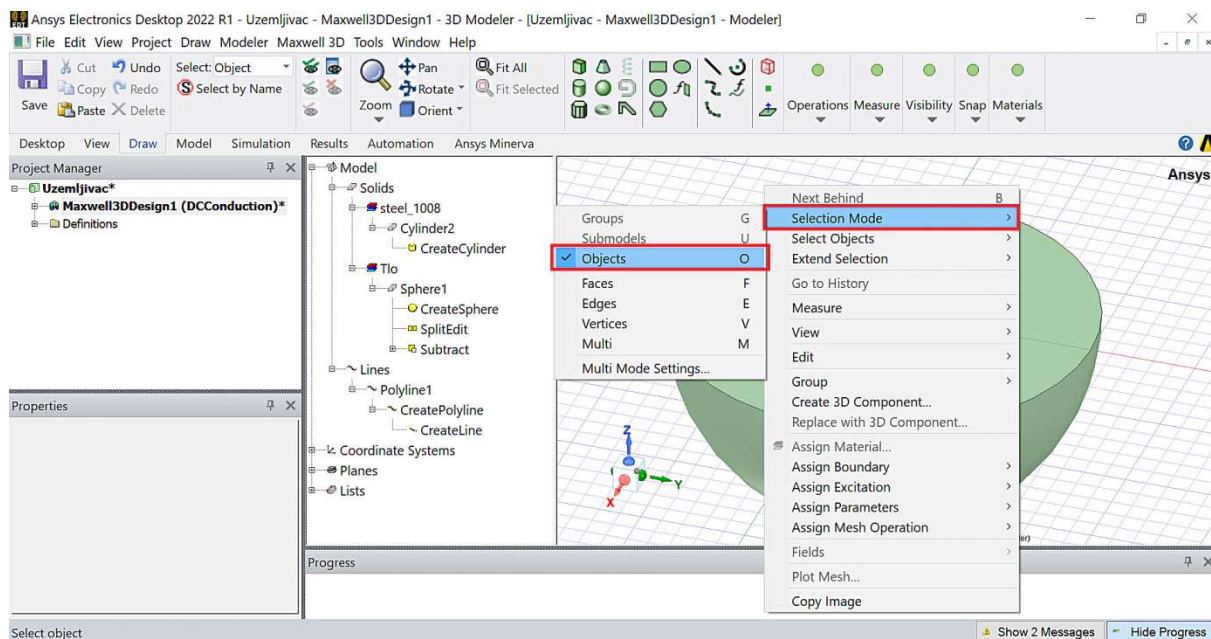 Ansys Electronics Desktop 2022 R1 - Uzemljivac - Maxwell3DDesign1 - 3D Modeler - [Uzemljivac - Maxwell3DDesign1 - Modeler]
File Edit View Project Draw Modeler Maxwell 3D Tools Window Help
Save
Cut Undo
Copy Redo
Paste Delete
Select: Object
Select by Name
Zoom
Pan
Rotate
Orient
Fit All
Fit Selected
Operations Measure Visibility Snap Materials
Desktop View Draw Model Simulation Results Automation Ansys Minerva
Project Manager
Uzemljivac*
Maxwell3DDesign1 (DCConduction)*
Definitions
Properties
Model
Solids
steel_1008
Cylinder2
CreateCylinder
Tlo
Sphere1
CreateSphere
SplitEdit
Subtract
Lines
Polyline1
CreatePolyline
CreateLine
Coordinate Systems
Planes
Lists
Ansys
Groups G
Submodels U
Objects O
Faces F
Edges E
Vertices V
Multi M
Multi Mode Settings...
Next Behind B
Selection Mode
Select Objects
Extend Selection
Go to History
Measure
View
Edit
Group
Create 3D Component...
Replace with 3D Component...
Assign Material...
Assign Boundary
Assign Excitation
Assign Parameters
Assign Mesh Operation
Fields
Plot Mesh...
Copy Image
Z
Y
X
Progress
Select object
Show 2 Messages
Hide Progress